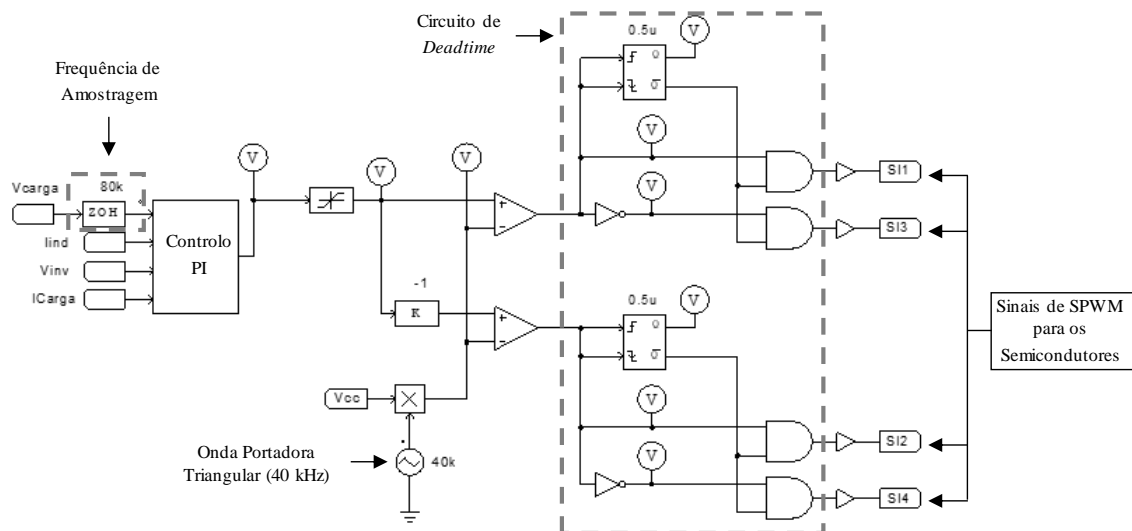 Circuito de
Deadtime
Frequência de
Amostragem
0.5u
V
Q
Q
80k
Vcarga
ZOH
Iind
Vinv
ICarga
Controlo
PI
V
V
V
+
-
V
V
SI1
SI3
-1
K
+
-
0.5u
V
Q
Q
Vcc
Onda Portadora
Triangular (40 kHz)
40k
V
V
SI2
SI4
Sinais de SPWM
para os
Semicondutores